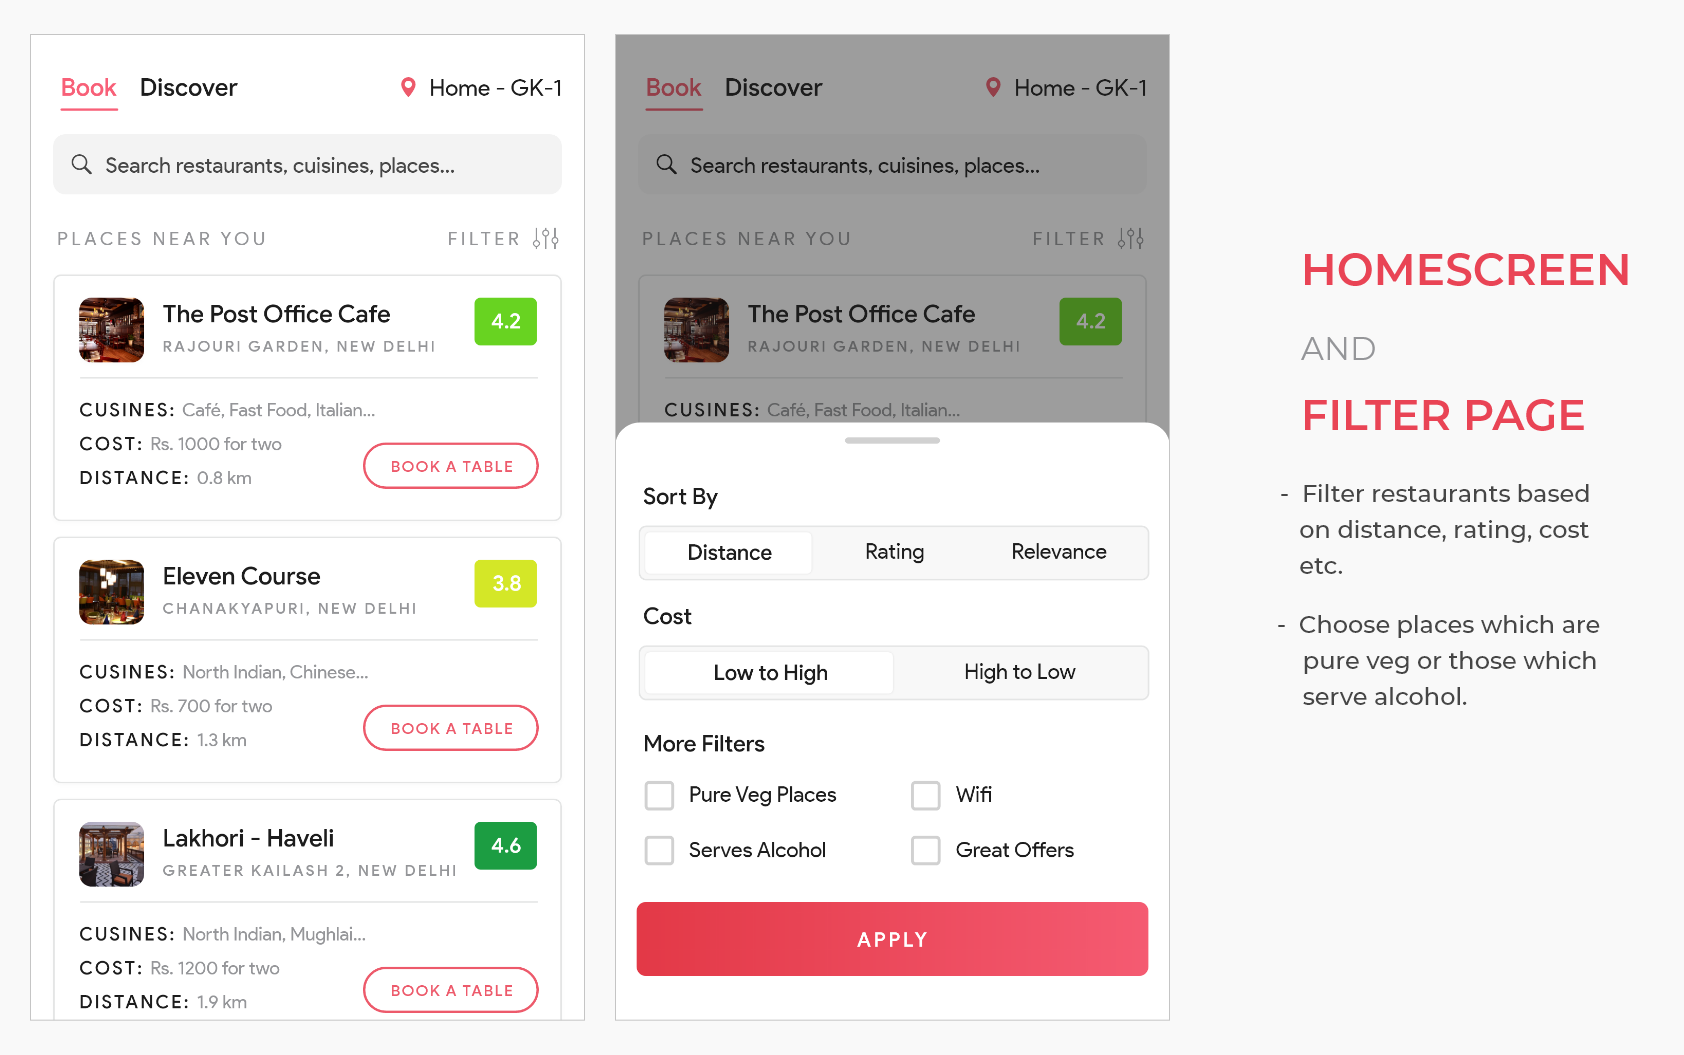 Book Discover Home - GK-1
Search restaurants, cuisines, places...
PLACES NEAR YOU FILTER
The Post Office Cafe 4.2
RAJOURI GARDEN, NEW DELHI
CUSINES: Café, Fast Food, Italian...
COST: Rs. 1000 for two
BOOK A TABLE
DISTANCE: 0.8 km
Eleven Course 3.8
CHANAKYAPURI, NEW DELHI
CUSINES: North Indian, Chinese...
COST: Rs. 700 for two
BOOK A TABLE
DISTANCE: 1.3 km
Lakhori - Haveli 4.6
GREATER KAILASH 2, NEW DELHI
CUSINES: North Indian, Mughlai...
COST: Rs. 1200 for two
BOOK A TABLE
DISTANCE: 1.9 km
Book Discover Home - GK-1
Search restaurants, cuisines, places...
PLACES NEAR YOU FILTER
The Post Office Cafe 4.2
RAJOURI GARDEN, NEW DELHI
CUSINES: Café, Fast Food, Italian...
Sort By
Distance Rating Relevance
Cost
Low to High High to Low
More Filters
Pure Veg Places Wifi
Serves Alcohol Great Offers
APPLY
HOMESCREEN
AND
FILTER PAGE
- Filter restaurants based
on distance, rating, cost
etc.
- Choose places which are
pure veg or those which
serve alcohol.